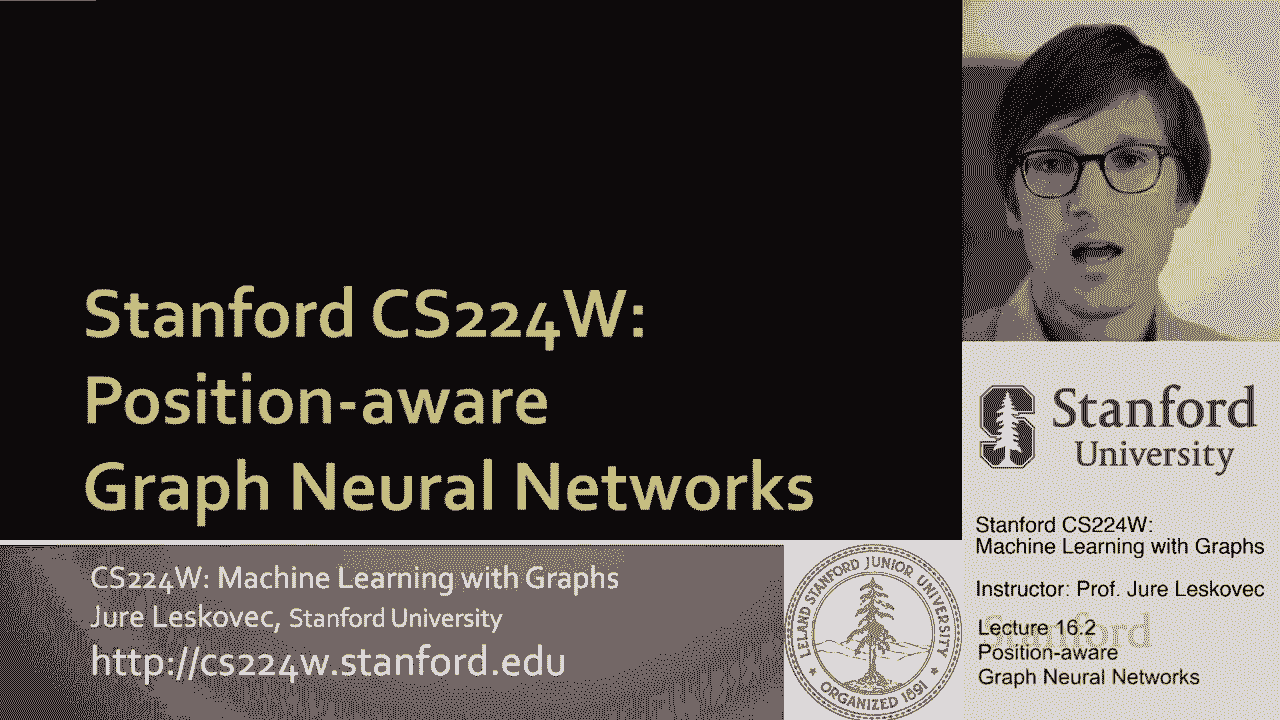 Stanford CS224W:
Position-aware
Graph Neural Networks
CS224W: Machine Learning with Graphs
Jure Leskovec, Stanford University
http://cs224w.stanford.edu
LELAND STANFORD JUNIOR UNIVERSITY
ORGANIZED 1891
Stanford
University
Stanford CS224W:
Machine Learning with Graphs
Instructor: Prof. Jure Leskovec
Lecture 16.2
Position-aware
Graph Neural Networks